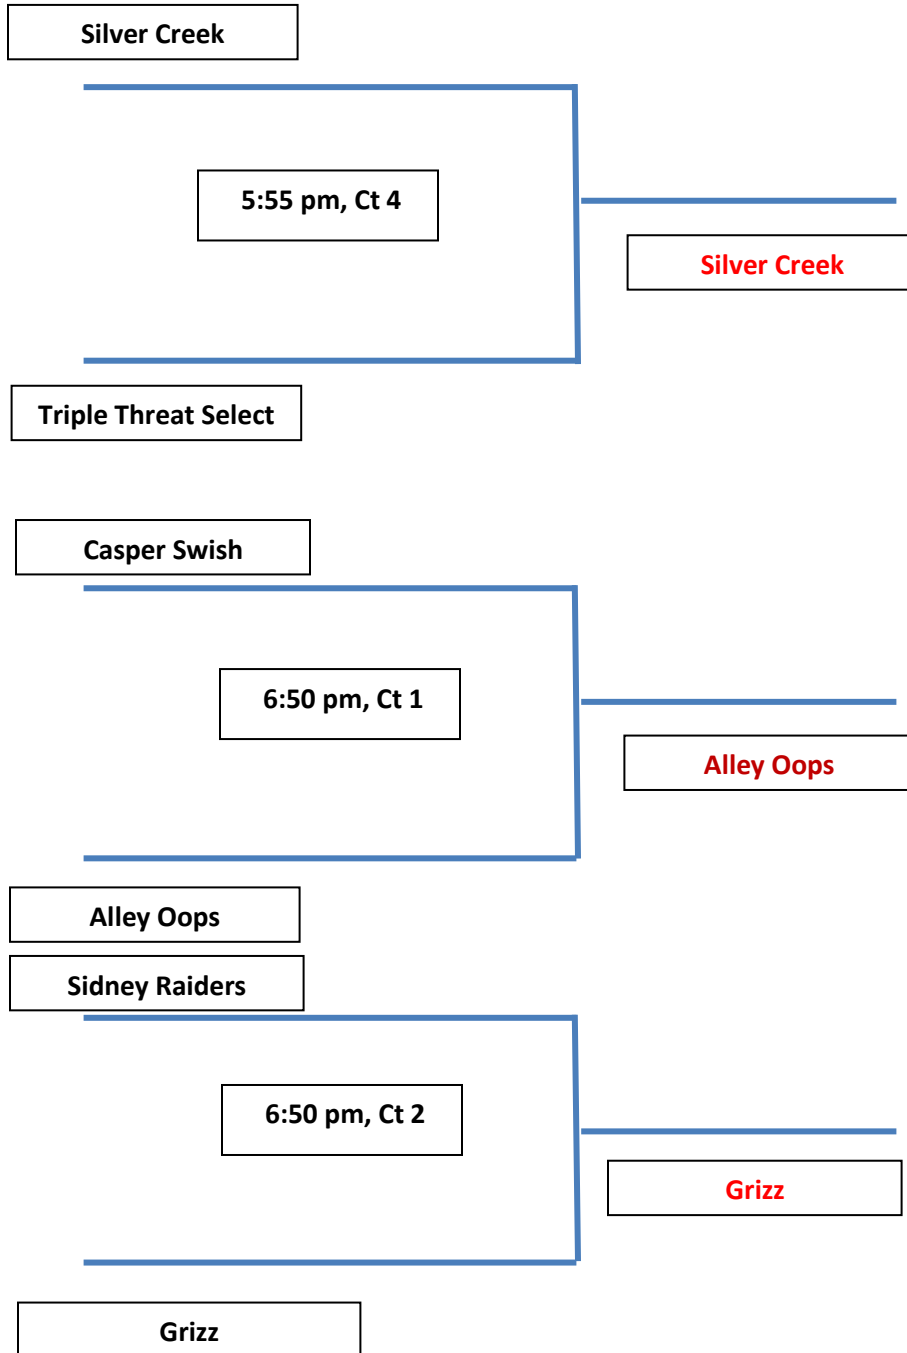 Silver Creek
5:55 pm, Ct 4
Silver Creek
Triple Threat Select
Casper Swish
6:50 pm, Ct 1
Alley Oops
Alley Oops
Sidney Raiders
6:50 pm, Ct 2
Grizz
Grizz